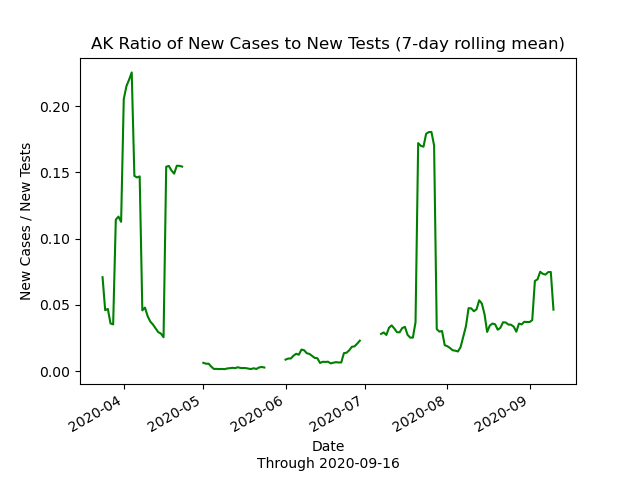 AK Ratio of New Cases to New Tests (7-day rolling mean)
New Cases / New Tests
0.20
0.15
0.10
0.05
0.00
2020-04
2020-05
2020-06
2020-07
2020-08
2020-09
Date
Through 2020-09-16